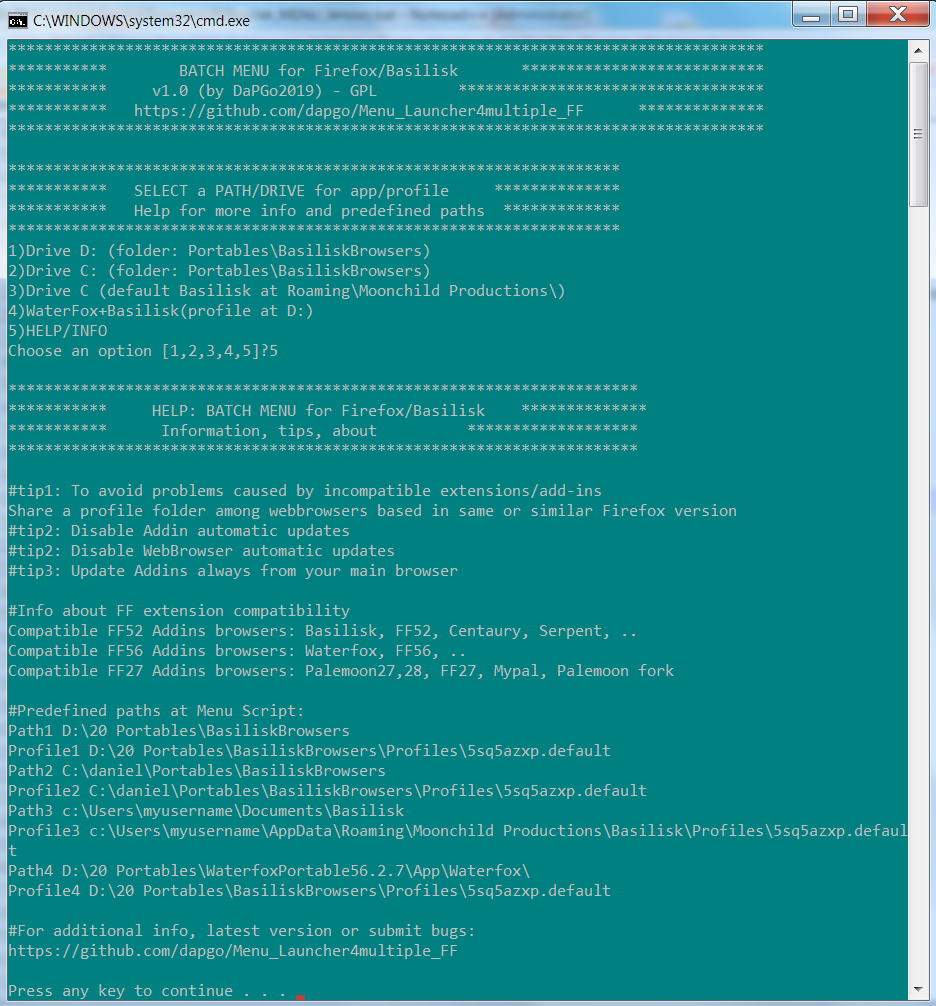 C:\WINDOWS\system32\cmd.exe
************************************************************************************
***********        BATCH MENU for Firefox/Basilisk       ***************************
***********     v1.0 (by DaPGo2019) - GPL         **********************************
***********   https://github.com/dapgo/Menu_Launcher4multiple_FF      **************
************************************************************************************
********************************************************************
***********   SELECT a PATH/DRIVE for app/profile     **************
***********   Help for more info and predefined paths  *************
********************************************************************
1)Drive D: (folder: Portables\BasiliskBrowsers)
2)Drive C: (folder: Portables\BasiliskBrowsers)
3)Drive C (default Basilisk at Roaming\Moonchild Productions\)
4)WaterFox+Basilisk(profile at D:)
5)HELP/INFO
Choose an option [1,2,3,4,5]?5
**********************************************************************
***********     HELP: BATCH MENU for Firefox/Basilisk    **************
***********      Information, tips, about          *******************
**********************************************************************
#tip1: To avoid problems caused by incompatible extensions/add-ins
Share a profile folder among webbrowsers based in same or similar Firefox version
#tip2: Disable Addin automatic updates
#tip2: Disable WebBrowser automatic updates
#tip3: Update Addins always from your main browser
#Info about FF extension compatibility
Compatible FF52 Addins browsers: Basilisk, FF52, Centaury, Serpent, ..
Compatible FF56 Addins browsers: Waterfox, FF56, ..
Compatible FF27 Addins browsers: Palemoon27,28, FF27, Mypal, Palemoon fork
#Predefined paths at Menu Script:
Path1 D:\20 Portables\BasiliskBrowsers
Profile1 D:\20 Portables\BasiliskBrowsers\Profiles\5sq5azxp.default
Path2 C:\daniel\Portables\BasiliskBrowsers
Profile2 C:\daniel\Portables\BasiliskBrowsers\Profiles\5sq5azxp.default
Path3 c:\Users\myusername\Documents\Basilisk
Profile3 c:\Users\myusername\AppData\Roaming\Moonchild Productions\Basilisk\Profiles\5sq5azxp.defaul
t
Path4 D:\20 Portables\WaterfoxPortable56.2.7\App\Waterfox\
Profile4 D:\20 Portables\BasiliskBrowsers\Profiles\5sq5azxp.default
#For additional info, latest version or submit bugs:
https://github.com/dapgo/Menu_Launcher4multiple_FF
Press any key to continue . . .